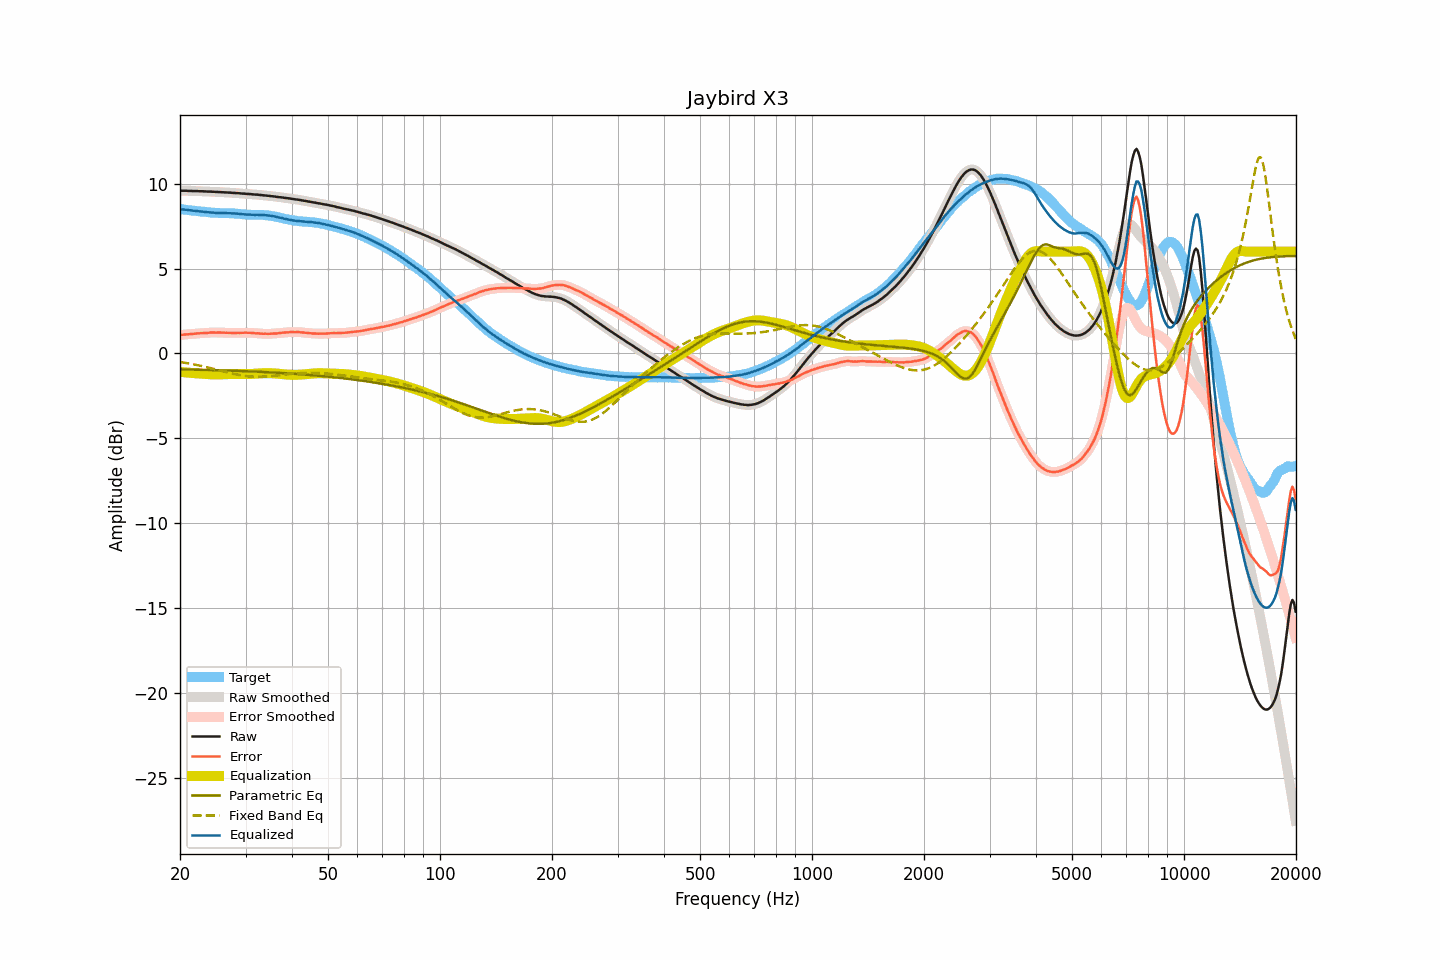 Jaybird X3
Amplitude (dBr)
10
5
0
−5
−10
−15
−20
−25
Target
Raw Smoothed
Error Smoothed
Raw
Error
Equalization
Parametric Eq
Fixed Band Eq
Equalized
20 50 100 200 500 1000 2000 5000 10000 20000
Frequency (Hz)